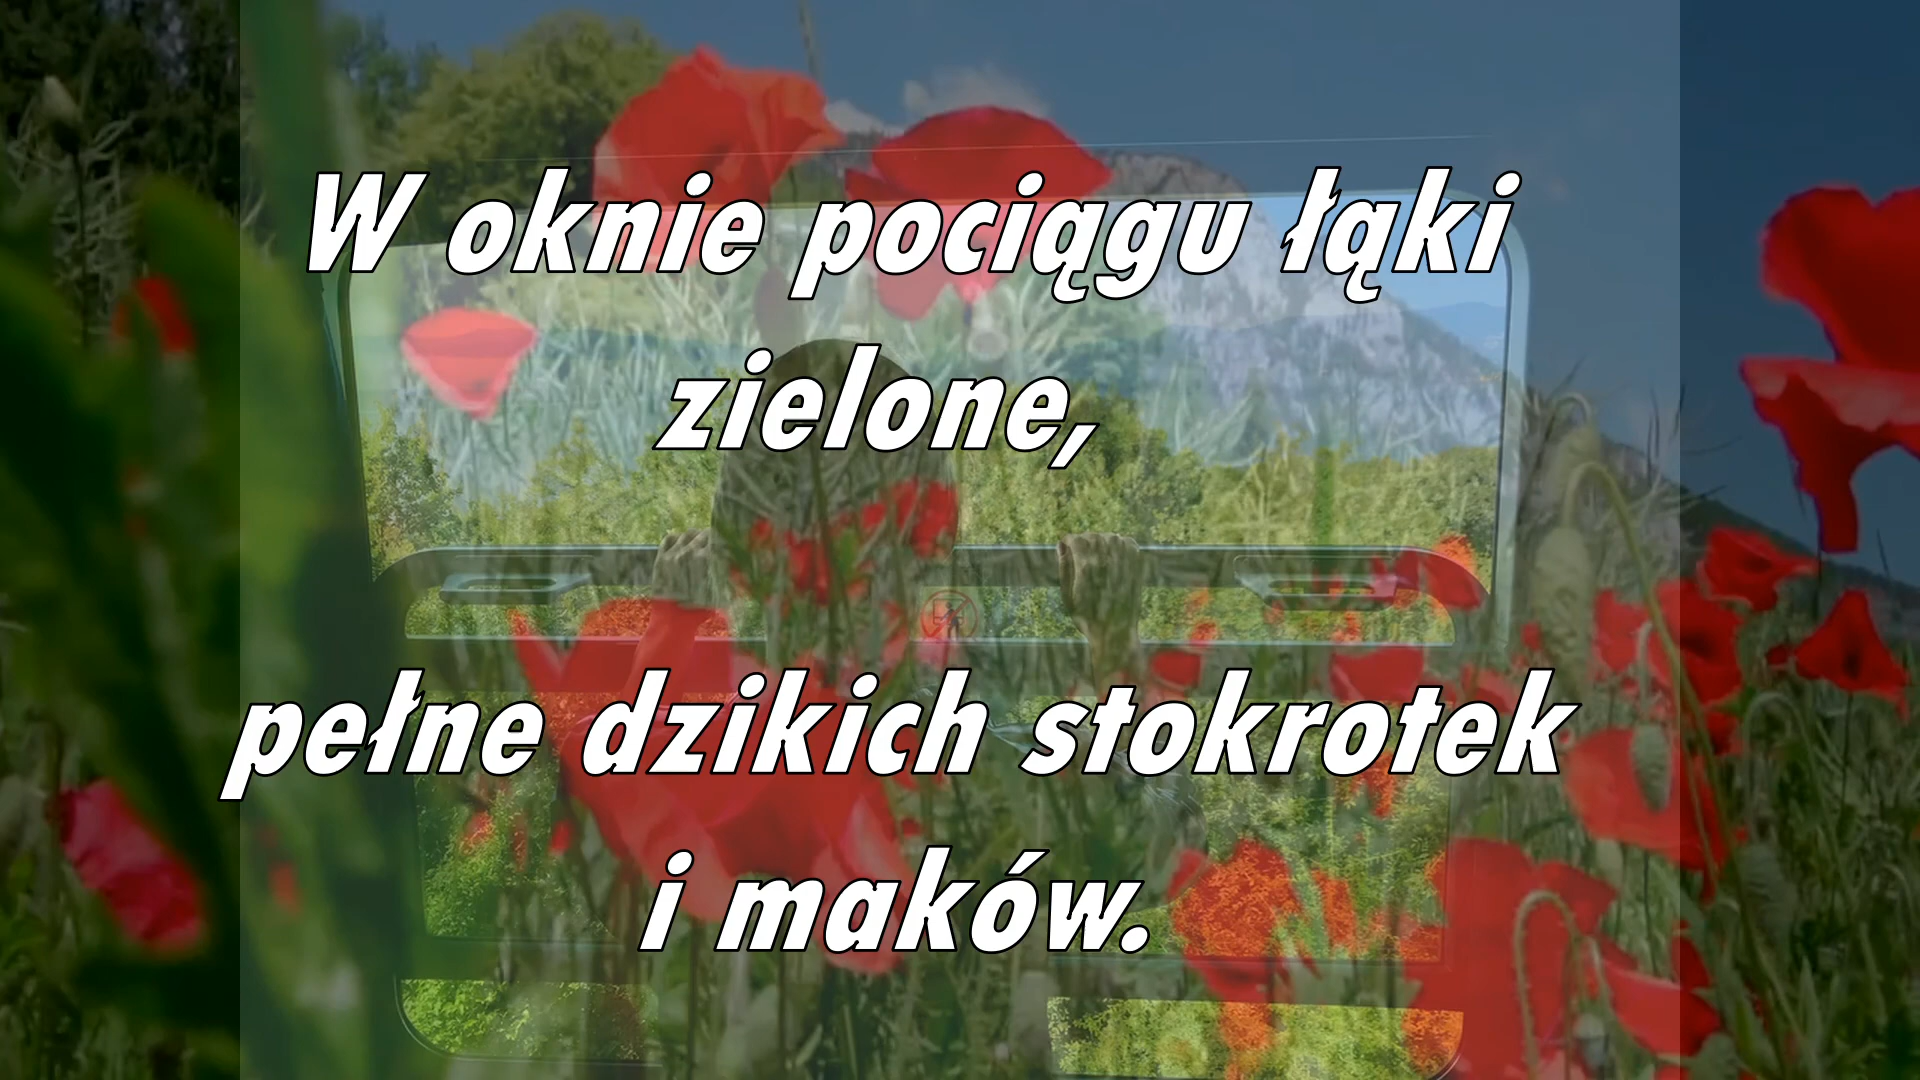 W oknie pociągu łąki
zielone,
pełne dzikich stokrotek
i maków.